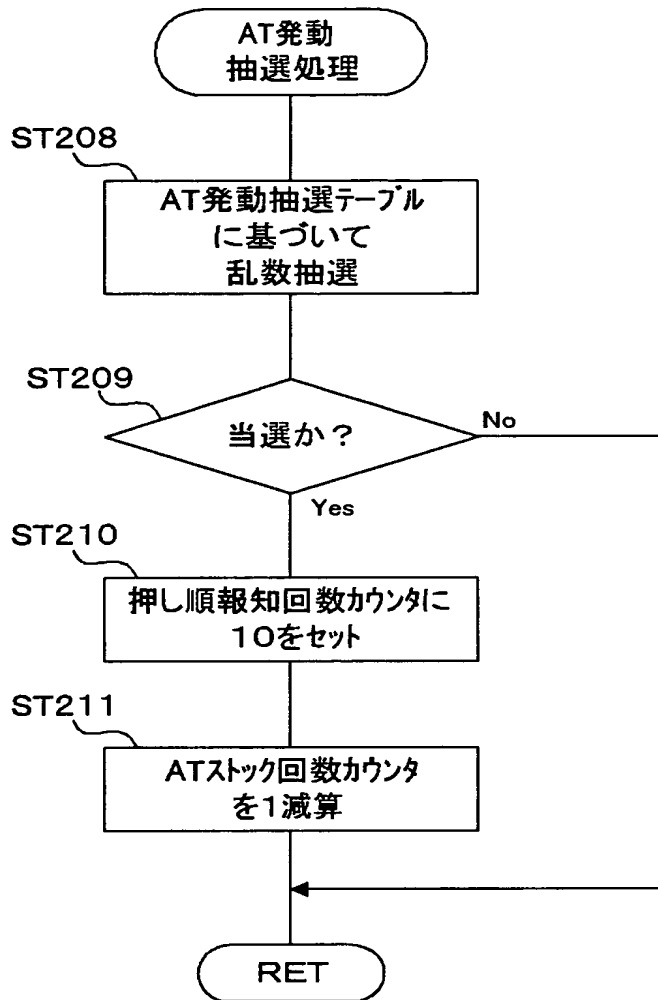 AT発動
抽選処理
ST208
AT発動抽選ﾃｰﾌﾞﾙ
に基づいて
乱数抽選
ST209
当選か？
No
Yes
ST210
押し順報知回数ｶｳﾝﾀに
１０をセット
ST211
ATｽﾄｯｸ回数ｶｳﾝﾀ
を１減算
RET